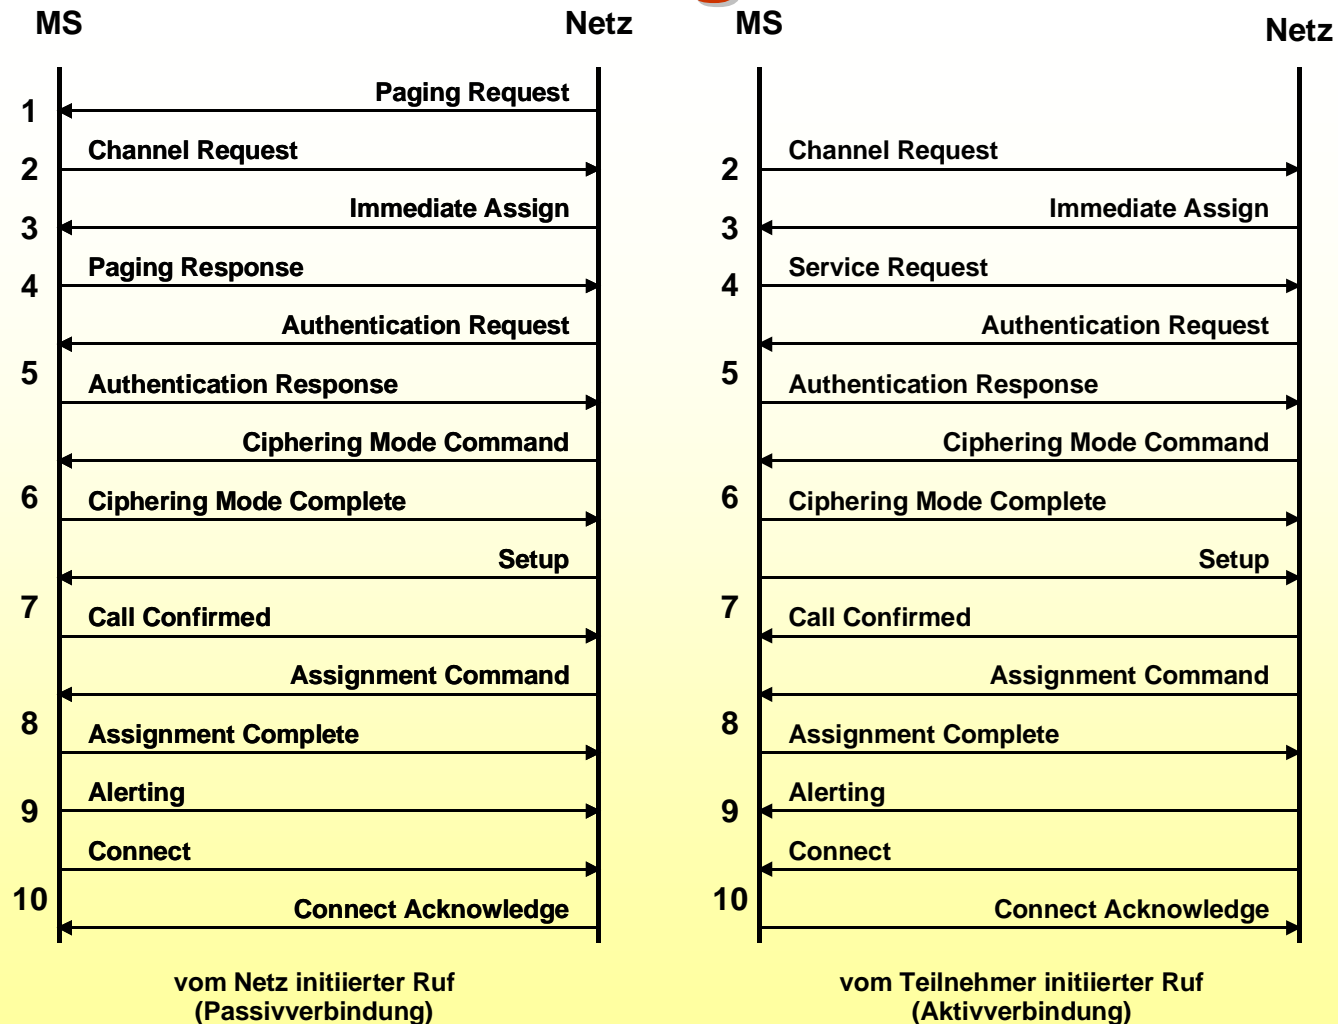 MS
Netz
1
Paging Request
2
Channel Request
3
Immediate Assign
4
Paging Response
Authentication Request
5
Authentication Response
Ciphering Mode Command
6
Ciphering Mode Complete
Setup
7
Call Confirmed
Assignment Command
8
Assignment Complete
9
Alerting
Connect
10
Connect Acknowledge
vom Netz initiierter Ruf
(Passivverbindung)
MS
Netz
2
Channel Request
3
Immediate Assign
4
Service Request
Authentication Request
5
Authentication Response
Ciphering Mode Command
6
Ciphering Mode Complete
Setup
7
Call Confirmed
Assignment Command
8
Assignment Complete
9
Alerting
Connect
10
Connect Acknowledge
vom Teilnehmer initiierter Ruf
(Aktivverbindung)